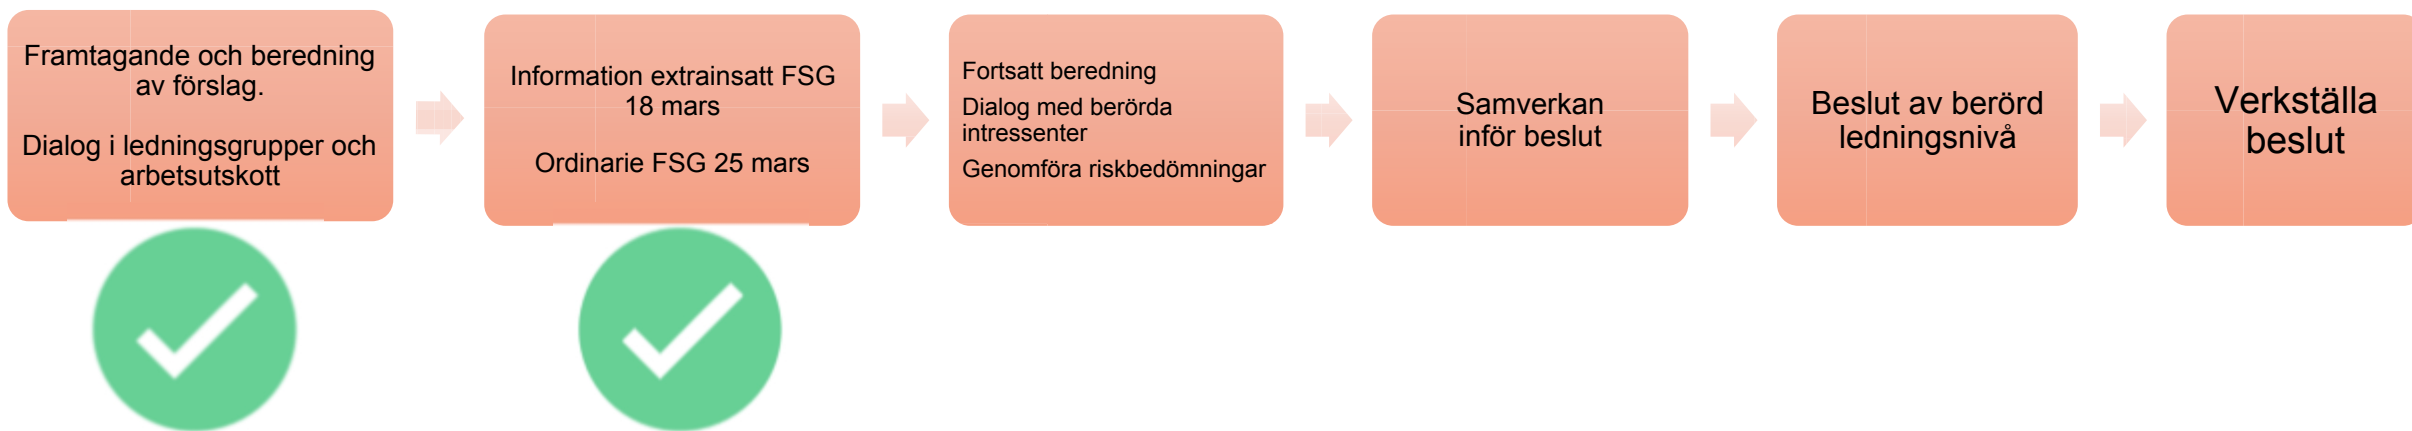 Framtagande och beredning
av förslag.
Dialog i ledningsgrupper och
arbetsutskott
Information extrainsatt FSG
18 mars
Ordinarie FSG 25 mars
Fortsatt beredning
Dialog med berörda
intressenter
Genomföra riskbedömningar
Samverkan
inför beslut
Beslut av berörd
ledningsnivå
Verkställa
beslut